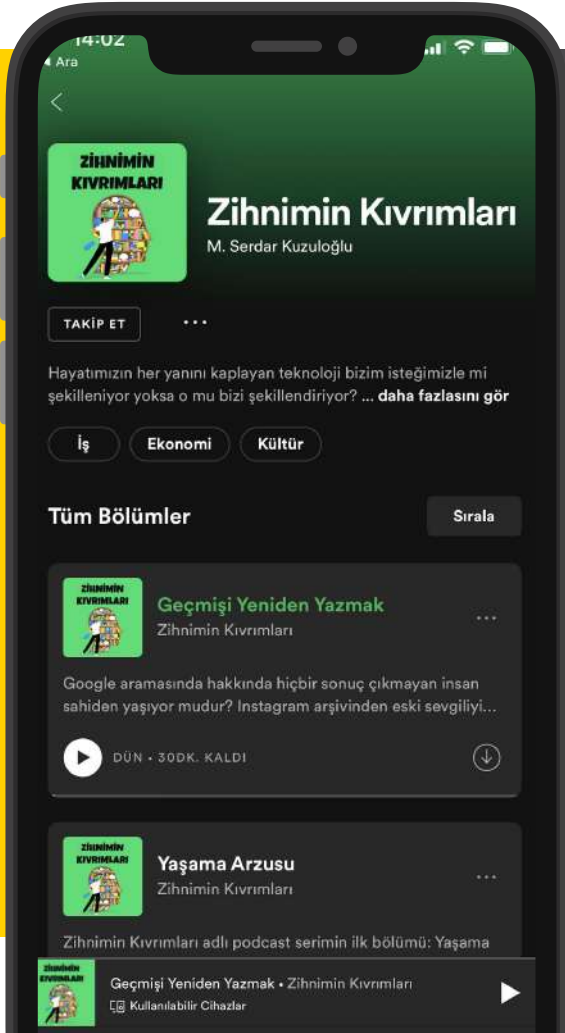 14:02
Ara
ZİHNİMİN
KIVRIMLARI
Zihnimin Kıvrımları
M. Serdar Kuzuloğlu
TAKİP ET
Hayatımızın her yanını kaplayan teknoloji bizim isteğimizle mi
şekilleniyor yoksa o mu bizi şekillendiriyor? ... daha fazlasını gör
İş Ekonomi Kültür
Tüm Bölümler
Sırala
ZİHNİMİN
KIVRIMLARI
Geçmişi Yeniden Yazmak
Zihnimin Kıvrımları
Google aramasında hakkında hiçbir sonuç çıkmayan insan
sahiden yaşıyor mudur? Instagram arşivinden eski sevgiliyi...
DÜN • 30DK. KALDI
ZİHNİMİN
KIVRIMLARI
Yaşama Arzusu
Zihnimin Kıvrımları
Zihnimin Kıvrımları adlı podcast serimin ilk bölümü: Yaşama
ZİHNİMİN
KIVRIMLARI
Geçmişi Yeniden Yazmak • Zihnimin Kıvrımları
Kullanılabilir Cihazlar